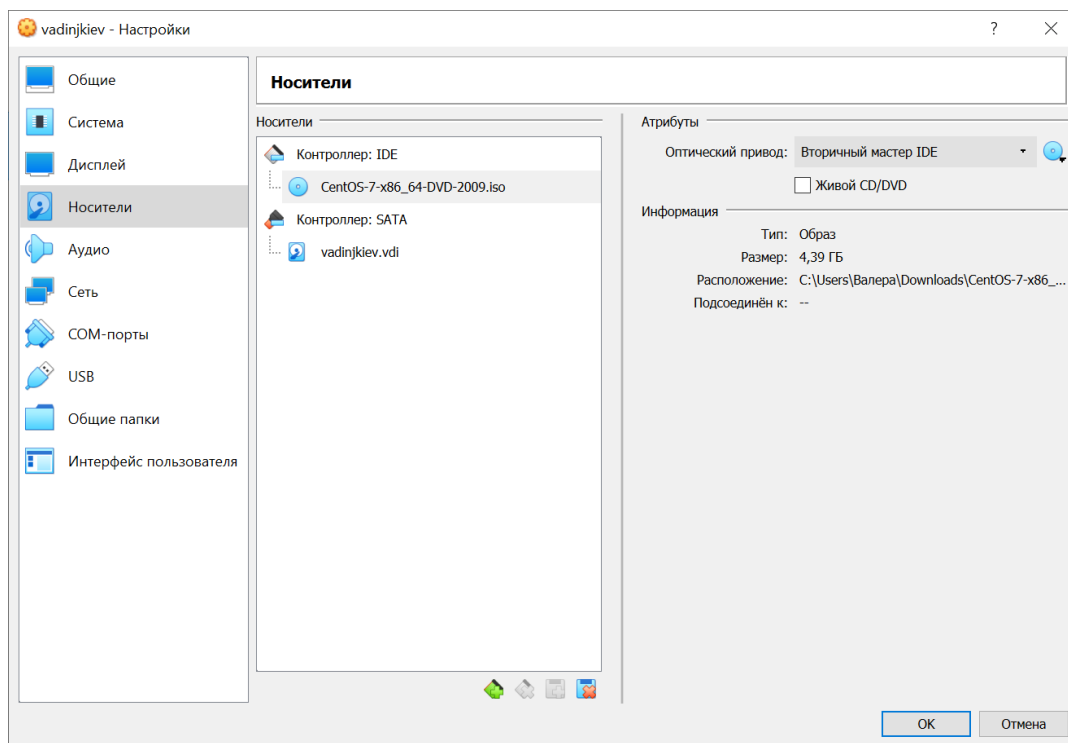 vadinjkiev - Настройки
?
Общие
Система
Дисплей
Носители
Аудио
Сеть
COM-порты
USB
Общие папки
Интерфейс пользователя
Носители
Носители
Контроллер: IDE
CentOS-7-x86_64-DVD-2009.iso
Контроллер: SATA
vadinjkiev.vdi
Атрибуты
Оптический привод: Вторичный мастер IDE
Живой CD/DVD
Информация
Тип: Образ
Размер: 4,39 ГБ
Расположение: C:\Users\Валера\Downloads\CentOS-7-x86_...
Подсоединён к: --
OK
Отмена